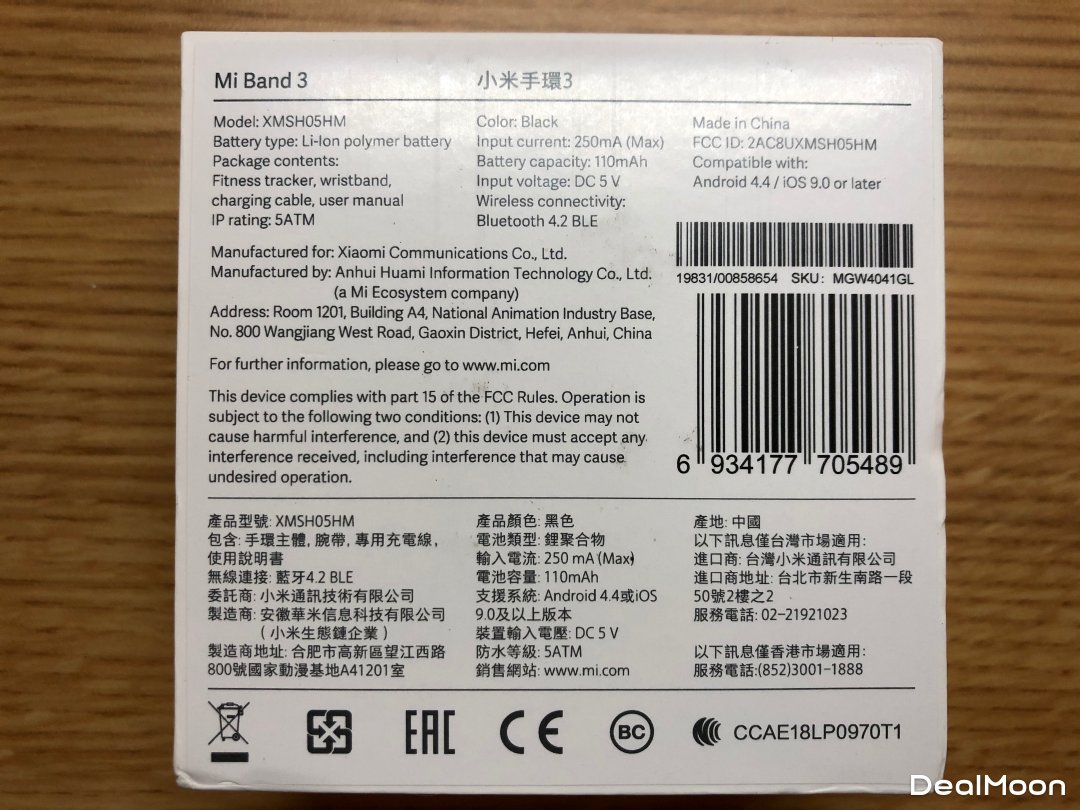 Mi Band 3
小米手環3
Model: XMSH05HM
Battery type: Li-Ion polymer battery
Package contents:
Fitness tracker, wristband,
charging cable, user manual
IP rating: 5ATM
Color: Black
Input current: 250mA (Max)
Battery capacity: 110mAh
Input voltage: DC 5 V
Wireless connectivity:
Bluetooth 4.2 BLE
Made in China
FCC ID: 2AC8UXMSH05HM
Compatible with:
Android 4.4 / iOS 9.0 or later
Manufactured for: Xiaomi Communications Co., Ltd.
Manufactured by: Anhui Huami Information Technology Co., Ltd.
(a Mi Ecosystem company)
Address: Room 1201, Building A4, National Animation Industry Base,
No. 800 Wangjiang West Road, Gaoxin District, Hefei, Anhui, China
For further information, please go to www.mi.com
This device complies with part 15 of the FCC Rules. Operation is
subject to the following two conditions: (1) This device may not
cause harmful interference, and (2) this device must accept any
interference received, including interference that may cause
undesired operation.
19831/00858654 SKU: MGW4041GL
6 934177 705489
產品型號: XMSH05HM
包含: 手環主體, 腕帶, 專用充電線,
使用說明書
無線連接: 藍牙4.2 BLE
委託商: 小米通訊技術有限公司
製造商: 安徽華米信息科技有限公司
(小米生態鏈企業)
製造商地址: 合肥市高新區望江西路
800號國家動漫基地A41201室
產品顏色: 黑色
電池類型: 鋰聚合物
輸入電流: 250 mA (Max)
電池容量: 110mAh
支援系統: Android 4.4或iOS
9.0及以上版本
裝置輸入電壓: DC 5 V
防水等級: 5ATM
銷售網站: www.mi.com
產地: 中國
以下訊息僅台灣市場適用:
進口商: 台灣小米通訊有限公司
進口商地址: 台北市新生南路一段
50號2樓之2
服務電話: 02-21921023
以下訊息僅香港市場適用:
服務電話:(852)3001-1888
EAC CE BC CCAE18LP0970T1
DealMoon